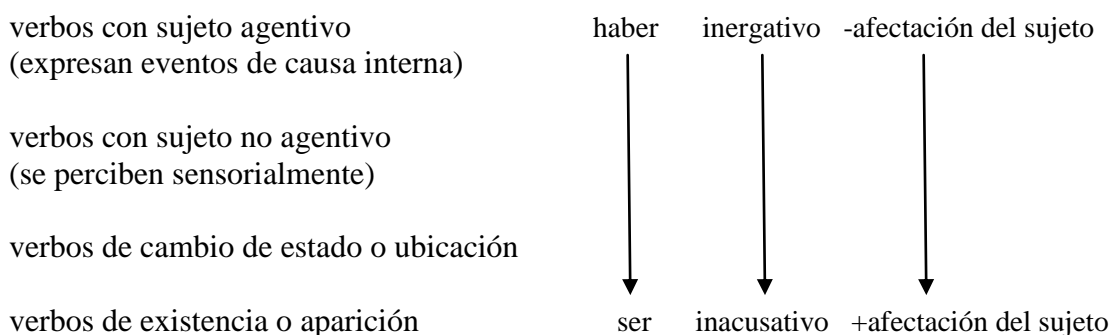 verbos con sujeto agentivo haber inergativo -afectación del sujeto
(expresan eventos de causa interna)
verbos con sujeto no agentivo
(se perciben sensorialmente)
verbos de cambio de estado o ubicación
verbos de existencia o aparición ser inacusativo +afectación del sujeto